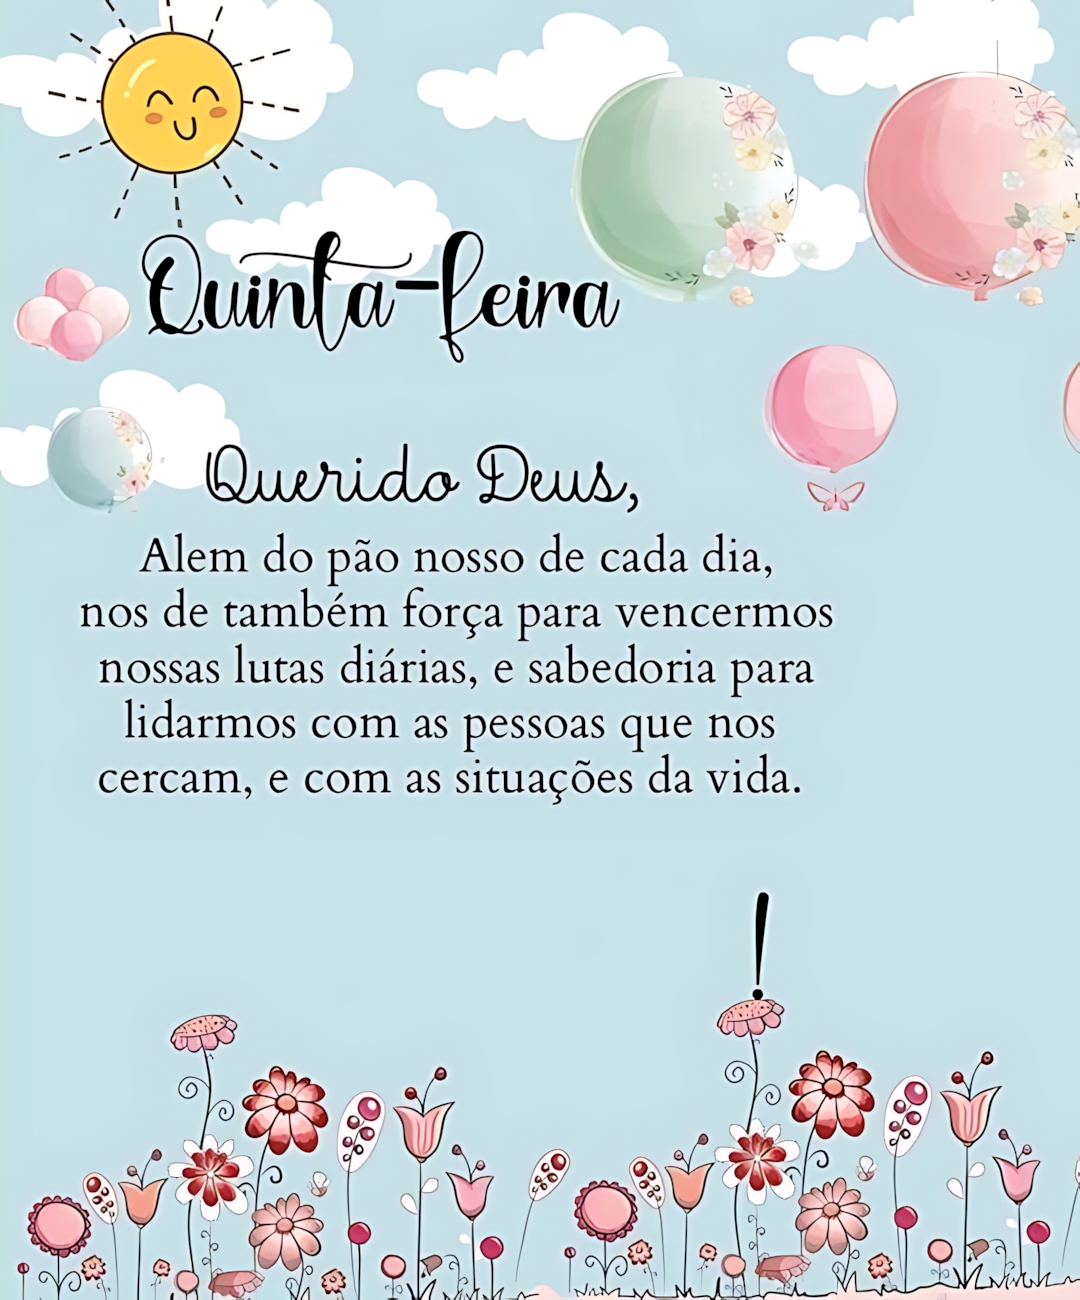 Quinta-feira
Querido Deus,
Alem do pão nosso de cada dia,
nos de também força para vencermos
nossas lutas diárias, e sabedoria para
lidarmos com as pessoas que nos
cercam, e com as situações da vida.
!